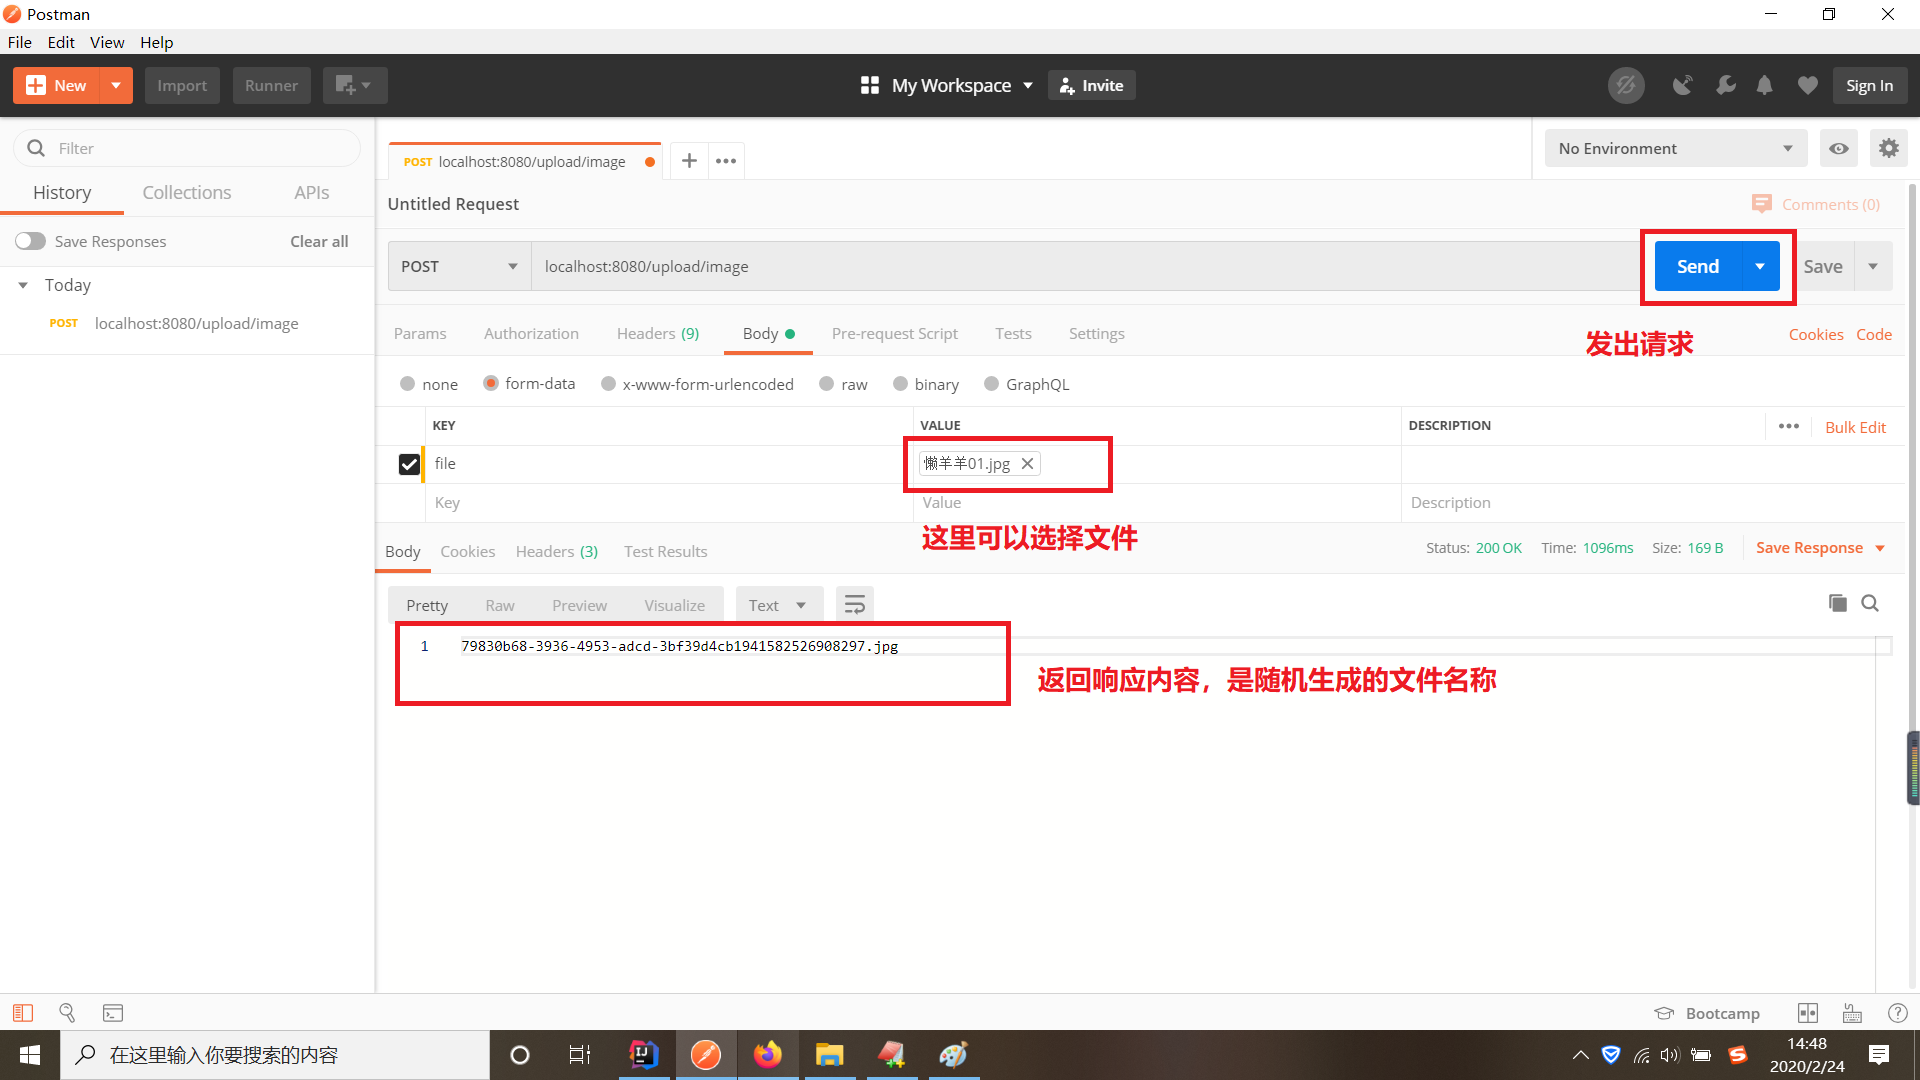 Postman
File Edit View Help
New Import Runner My Workspace Invite Sign In
Filter
History Collections APIs
Save Responses Clear all
Today
POST localhost:8080/upload/image
POST localhost:8080/upload/image
No Environment
Untitled Request
Comments (0)
POST localhost:8080/upload/image Send Save
发出请求
Params Authorization Headers (9) Body Pre-request Script Tests Settings Cookies Code
none form-data x-www-form-urlencoded raw binary GraphQL
KEY VALUE DESCRIPTION Bulk Edit
file 懒羊羊01.jpg
Key Value Description
这里可以选择文件
Body Cookies Headers (3) Test Results Status: 200 OK Time: 1096ms Size: 169 B Save Response
Pretty Raw Preview Visualize Text
1 79830b68-3936-4953-adcd-3bf39d4cb1941582526908297.jpg
返回响应内容，是随机生成的文件名称
Bootcamp
在这里输入你要搜索的内容
14:48
2020/2/24